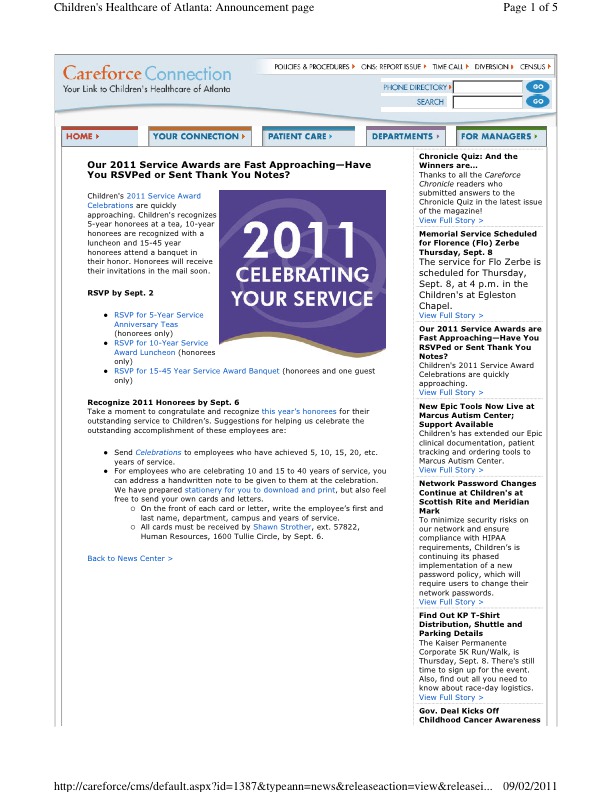 Children's Healthcare of Atlanta: Announcement page
Page 1 of 5
Careforce Connection
Your Link to Children's Healthcare of Atlanta
POLICIES & PROCEDURES
ONS: REPORT ISSUE
TIME CALL
DIVERSION
CENSUS
PHONE DIRECTORY
GO
SEARCH
GO
HOME
YOUR CONNECTION
PATIENT CARE
DEPARTMENTS
FOR MANAGERS
Our 2011 Service Awards are Fast Approaching—Have
You RSVPed or Sent Thank You Notes?
Children's 2011 Service Award
Celebrations are quickly
approaching. Children's recognizes
5-year honorees at a tea, 10-year
honorees are recognized with a
luncheon and 15-45 year
honorees attend a banquet in
their honor. Honorees will receive
their invitations in the mail soon.
2011
CELEBRATING
YOUR SERVICE
RSVP by Sept. 2
● RSVP for 5-Year Service
Anniversary Teas
(honorees only)
● RSVP for 10-Year Service
Award Luncheon (honorees
only)
● RSVP for 15-45 Year Service Award Banquet (honorees and one guest
only)
Recognize 2011 Honorees by Sept. 6
Take a moment to congratulate and recognize this year's honorees for their
outstanding service to Children's. Suggestions for helping us celebrate the
outstanding accomplishment of these employees are:
● Send Celebrations to employees who have achieved 5, 10, 15, 20, etc.
years of service.
● For employees who are celebrating 10 and 15 to 40 years of service, you
can address a handwritten note to be given to them at the celebration.
We have prepared stationery for you to download and print, but also feel
free to send your own cards and letters.
○ On the front of each card or letter, write the employee's first and
last name, department, campus and years of service.
○ All cards must be received by Shawn Strother, ext. 57822,
Human Resources, 1600 Tullie Circle, by Sept. 6.
Back to News Center >
Chronicle Quiz: And the
Winners are…
Thanks to all the Careforce
Chronicle readers who
submitted answers to the
Chronicle Quiz in the latest issue
of the magazine!
View Full Story >
Memorial Service Scheduled
for Florence (Flo) Zerbe
Thursday, Sept. 8
The service for Flo Zerbe is
scheduled for Thursday,
Sept. 8, at 4 p.m. in the
Children's at Egleston
Chapel.
View Full Story >
Our 2011 Service Awards are
Fast Approaching—Have You
RSVPed or Sent Thank You
Notes?
Children's 2011 Service Award
Celebrations are quickly
approaching.
View Full Story >
New Epic Tools Now Live at
Marcus Autism Center;
Support Available
Children's has extended our Epic
clinical documentation, patient
tracking and ordering tools to
Marcus Autism Center.
View Full Story >
Network Password Changes
Continue at Children's at
Scottish Rite and Meridian
Mark
To minimize security risks on
our network and ensure
compliance with HIPAA
requirements, Children's is
continuing its phased
implementation of a new
password policy, which will
require users to change their
network passwords.
View Full Story >
Find Out KP T-Shirt
Distribution, Shuttle and
Parking Details
The Kaiser Permanente
Corporate 5K Run/Walk, is
Thursday, Sept. 8. There's still
time to sign up for the event.
Also, find out all you need to
know about race-day logistics.
View Full Story >
Gov. Deal Kicks Off
Childhood Cancer Awareness
http://careforce/cms/default.aspx?id=1387&typeann=news&releaseaction=view&releasei...
09/02/2011